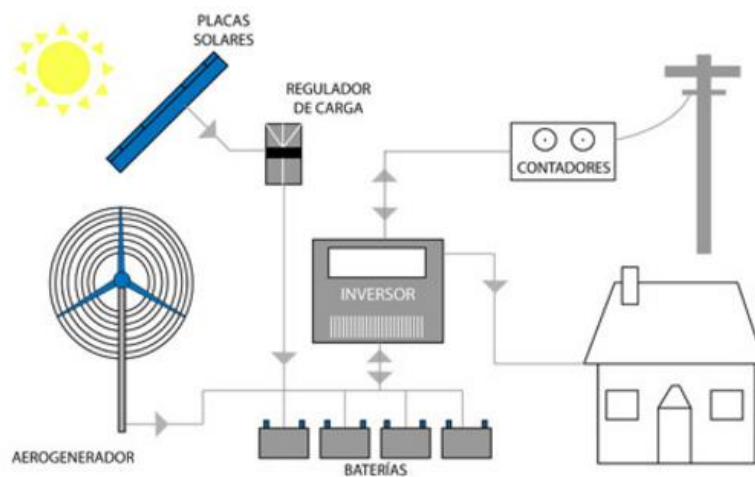 PLACAS
SOLARES
REGULADOR
DE CARGA
CONTADORES
INVERSOR
AEROGENERADOR
BATERÍAS